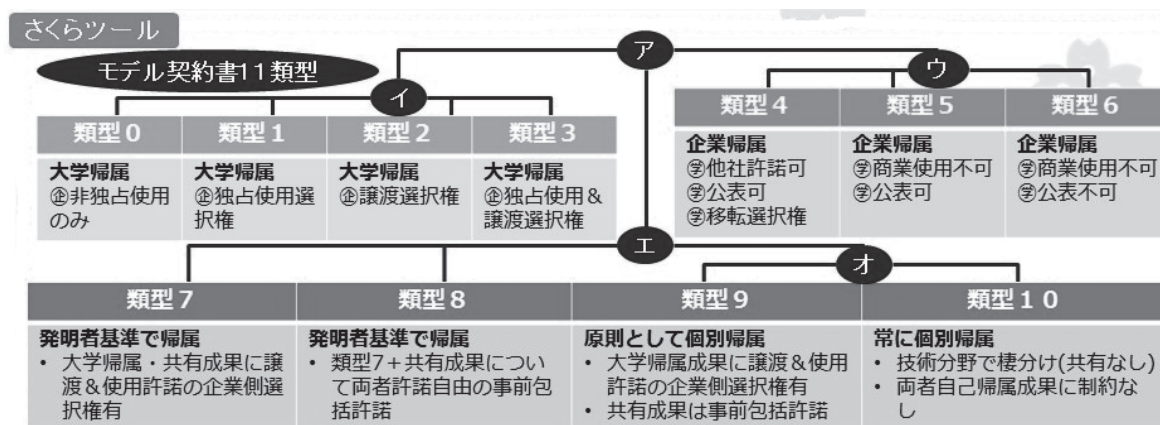 さくらツール
モデル契約書11類型
ア
イ
ウ
類型0
類型1
類型2
類型3
大学帰属
㊭非独占使用
のみ
大学帰属
㊭独占使用選
択権
大学帰属
㊭譲渡選択権
大学帰属
㊭独占使用&
譲渡選択権
類型4
類型5
類型6
企業帰属
㊫他社許諾可
㊫公表可
㊫移転選択権
企業帰属
㊫商業使用不可
㊫公表可
企業帰属
㊫商業使用不可
㊫公表不可
エ
オ
類型7
類型8
類型9
類型10
発明者基準で帰属
• 大学帰属・共有成果に譲
渡&使用許諾の企業側選
択権有
発明者基準で帰属
• 類型7+共有成果につい
て両者許諾自由の事前包
括許諾
原則として個別帰属
• 大学帰属成果に譲渡&使用
許諾の企業側選択権有
• 共有成果は事前包括許諾
常に個別帰属
• 技術分野で棲分け(共有なし)
• 両者自己帰属成果に制約な
し